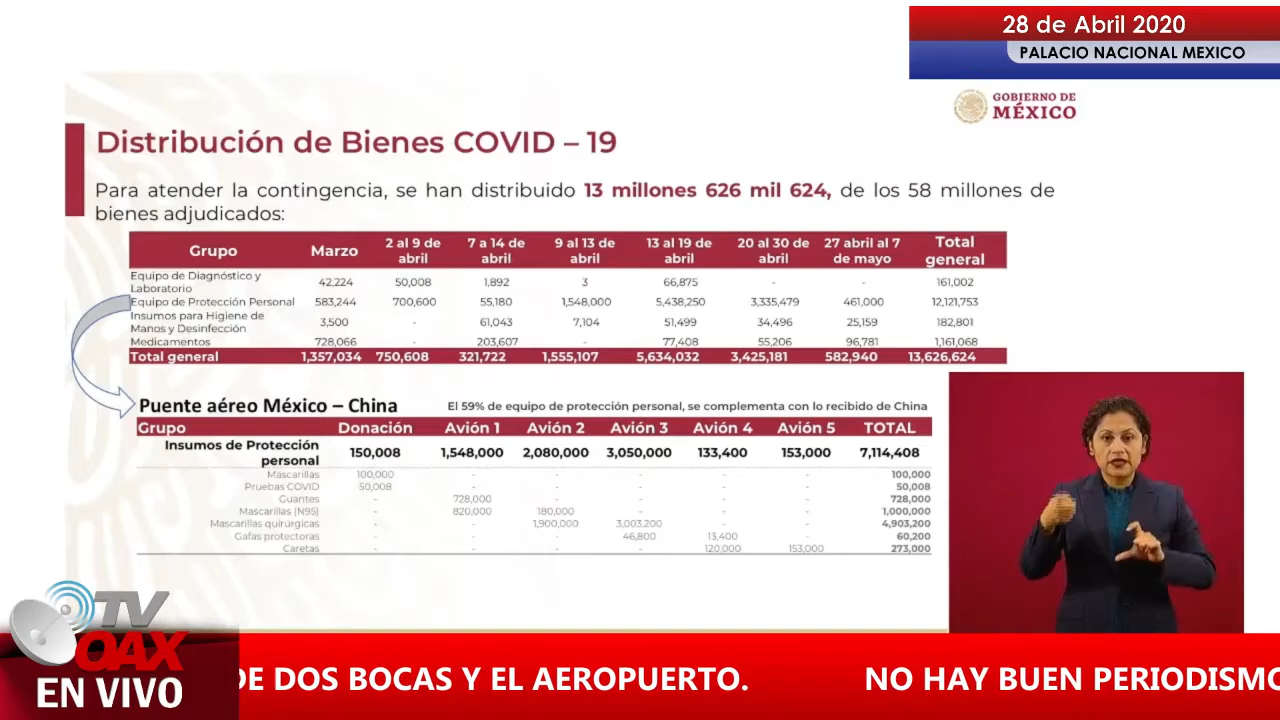 28 de Abril 2020
PALACIO NACIONAL MEXICO
GOBIERNO DE
MÉXICO
Distribución de Bienes COVID – 19
Para atender la contingencia, se han distribuido 13 millones 626 mil 624, de los 58 millones de
bienes adjudicados:
Grupo Marzo 2 al 9 de abril 7 a 14 de abril 9 al 13 de abril 13 al 19 de abril 20 al 30 de abril 27 abril al 7 de mayo Total general
Equipo de Diagnóstico y Laboratorio 42,224 50,008 1,892 3 66,875 - - 161,002
Equipo de Protección Personal 583,244 700,600 55,180 1,548,000 5,438,250 3,335,479 461,000 12,121,753
Insumos para Higiene de Manos y Desinfección 3,500 - 61,043 7,104 51,499 34,496 25,159 182,801
Medicamentos 728,066 - 203,607 - 77,408 55,206 96,781 1,161,068
Total general 1,357,034 750,608 321,722 1,555,107 5,634,032 3,425,181 582,940 13,626,624
Puente aéreo México – China
El 59% de equipo de protección personal, se complementa con lo recibido de China
Grupo Donación Avión 1 Avión 2 Avión 3 Avión 4 Avión 5 TOTAL
Insumos de Protección personal 150,008 1,548,000 2,080,000 3,050,000 133,400 153,000 7,114,408
Mascarillas 100,000 - - - - - 100,000
Pruebas COVID 50,008 - - - - - 50,008
Guantes - 728,000 - - - - 728,000
Mascarillas (N95) - 820,000 180,000 - - - 1,000,000
Mascarillas quirúrgicas - - 1,900,000 3,003,200 - - 4,903,200
Gafas protectoras - - - 46,800 13,400 - 60,200
Caretas - - - - 120,000 153,000 273,000
TV
OAX
EN VIVO
DE DOS BOCAS Y EL AEROPUERTO. NO HAY BUEN PERIODISMO